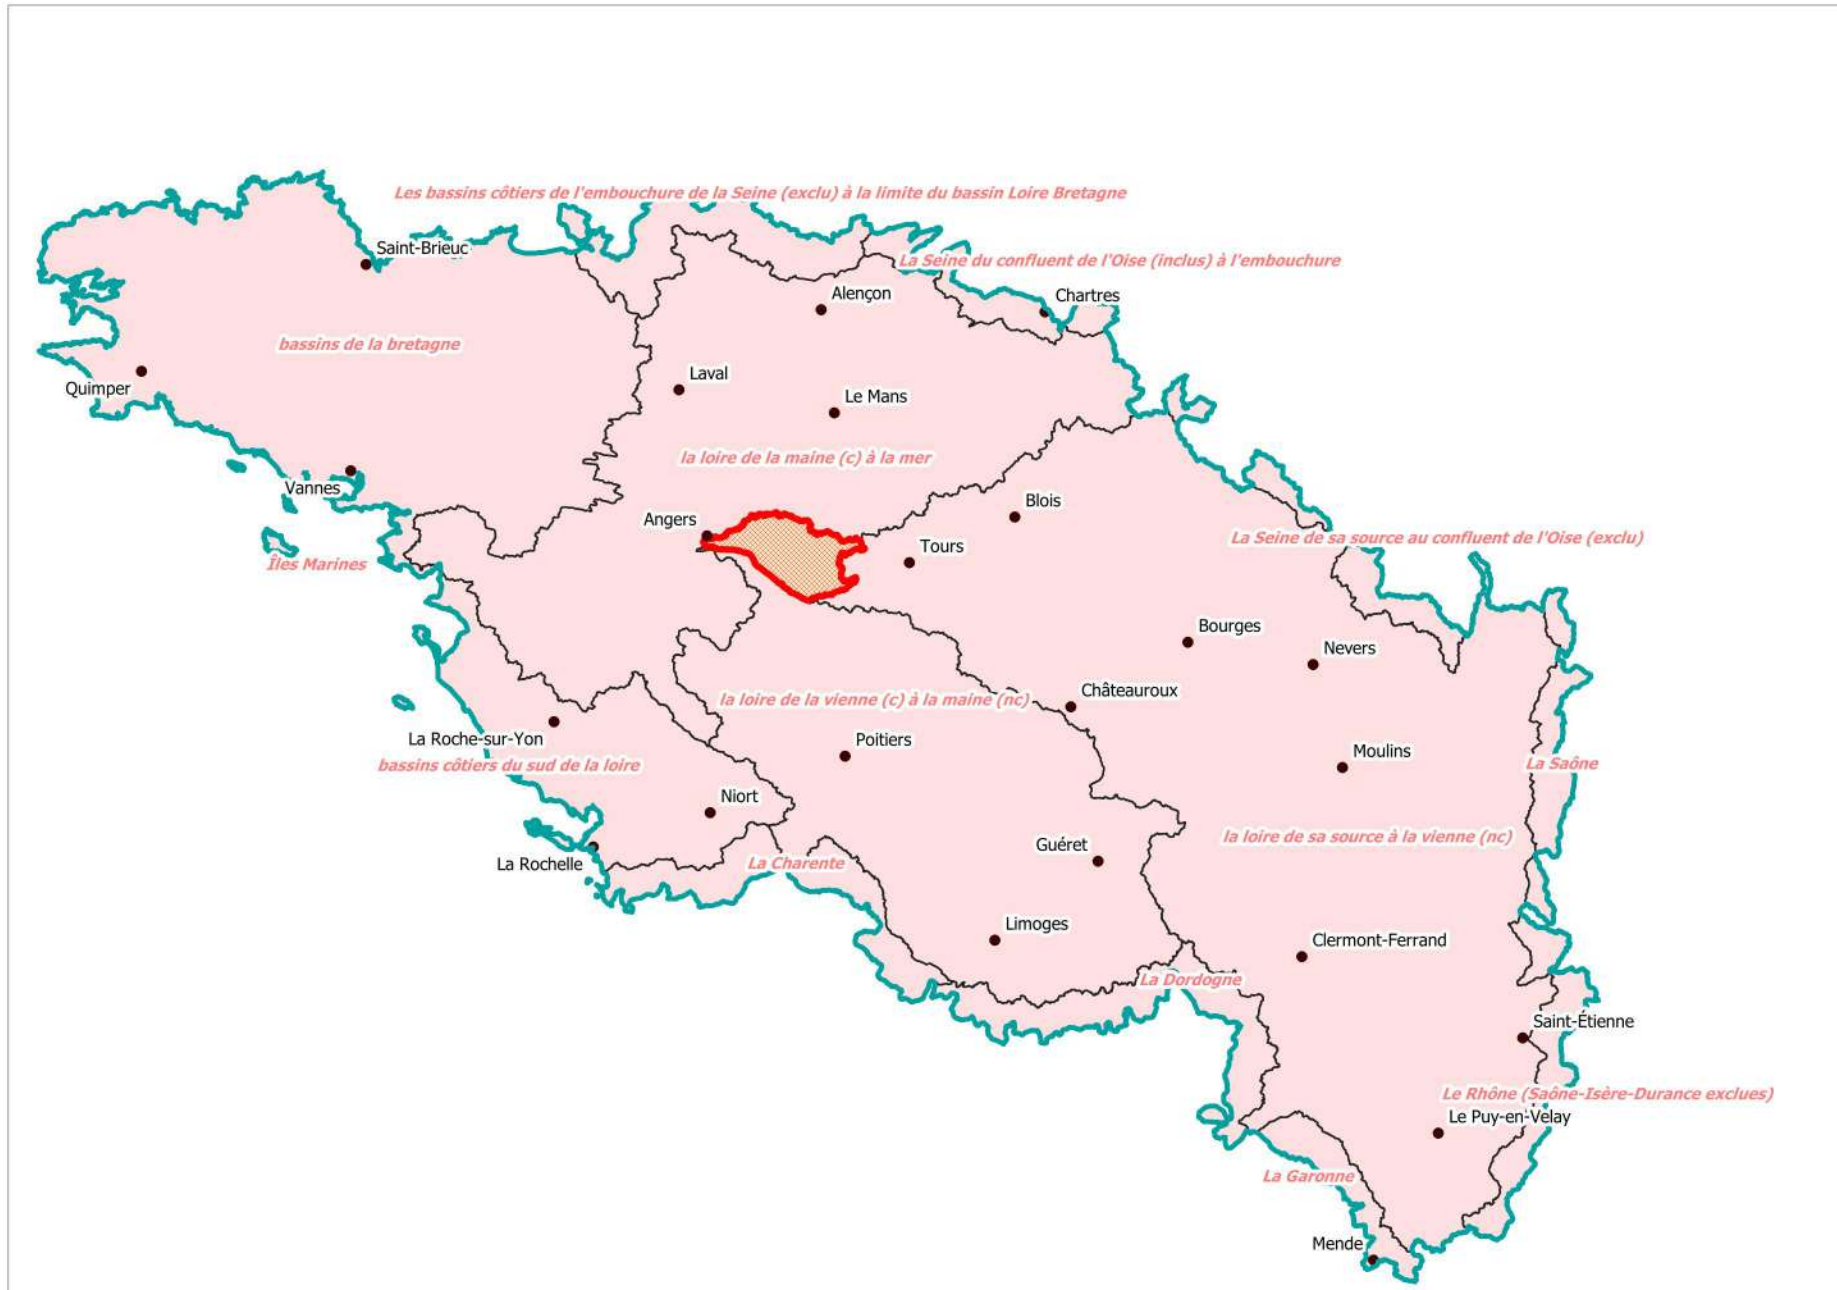 Les bassins côtiers de l'embouchure de la Seine (exclu) à la limite du bassin Loire Bretagne
Saint-Brieuc
La Seine du confluent de l'Oise (inclus) à l'embouchure
Alençon
Chartres
bassins de la bretagne
Laval
Quimper
Le Mans
la loire de la maine (c) à la mer
Vannes
Blois
Angers
La Seine de sa source au confluent de l'Oise (exclu)
Tours
Îles Marines
Bourges
Nevers
Châteauroux
la loire de la vienne (c) à la maine (nc)
La Roche-sur-Yon
Poitiers
Moulins
bassins côtiers du sud de la loire
La Saône
Niort
la loire de sa source à la vienne (nc)
Guéret
La Rochelle
La Charente
Limoges
Clermont-Ferrand
La Dordogne
Saint-Étienne
Le Rhône (Saône-Isère-Durance exclues)
Le Puy-en-Velay
La Garonne
Mende